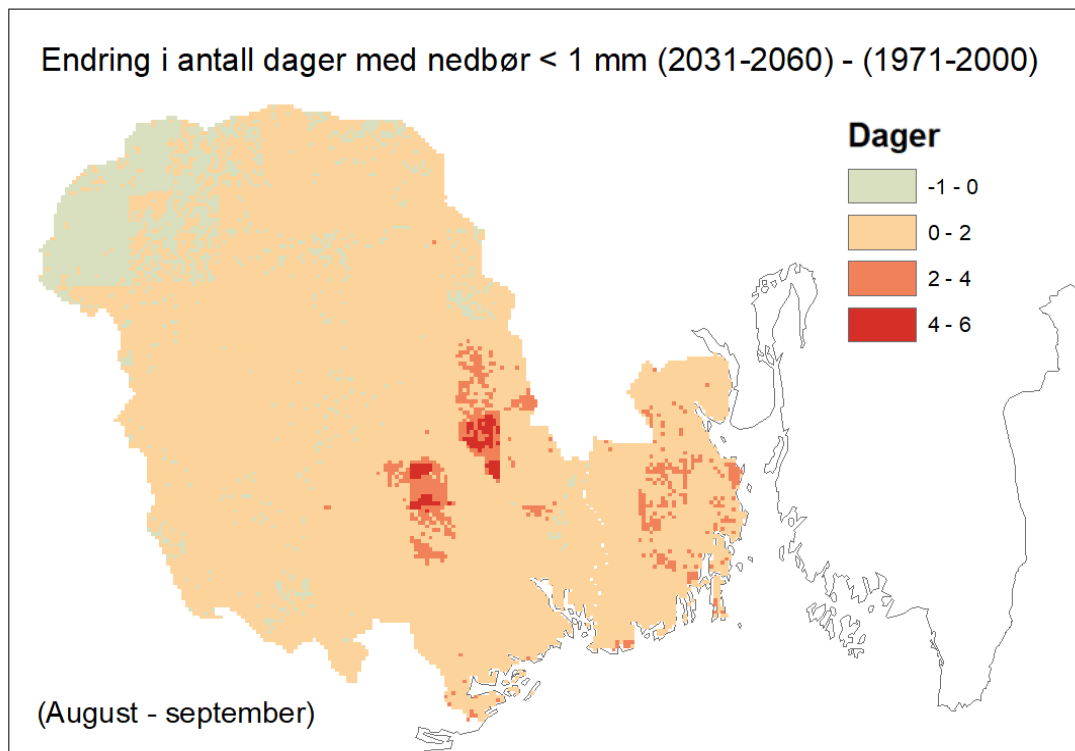 Endring i antall dager med nedbør < 1 mm (2031-2060) - (1971-2000)
Dager
-1 - 0
0 - 2
2 - 4
4 - 6
(August - september)